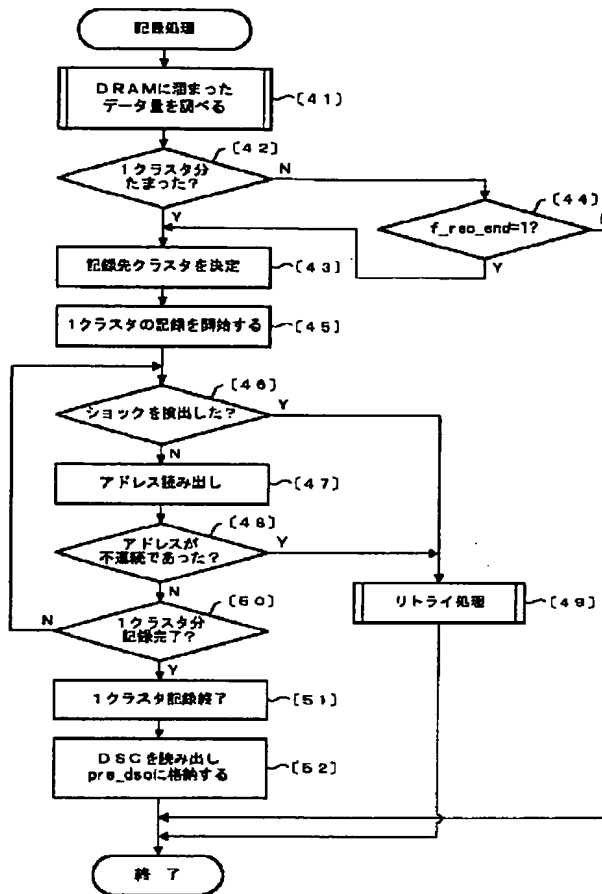 記録処理
DRAMに溜まった
データ量を調べる
[41]
[42]
1クラスタ分
たまった?
N
[44]
f_rec_end=1?
Y
Y
記録先クラスタを決定
[43]
1クラスタの記録を開始する
[45]
[46]
ショックを検出した?
Y
N
アドレス読み出し
[47]
[48]
アドレスが
不連続であった?
Y
N
リトライ処理
[49]
[50]
N
1クラスタ分
記録完了?
Y
1クラスタ記録終了
[51]
DSCを読み出し
pre_dscに格納する
[52]
終 了